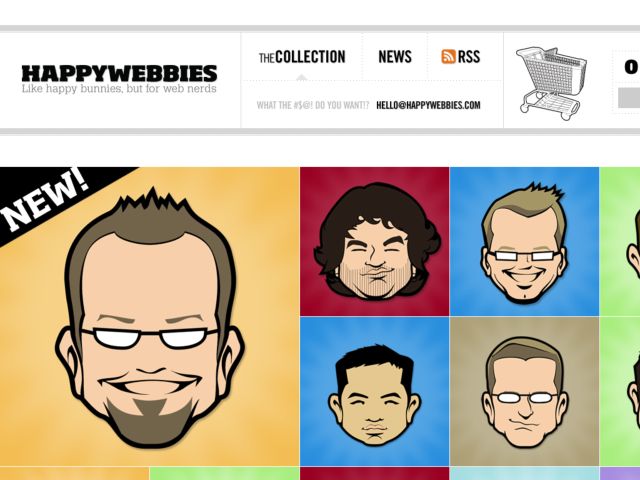 HAPPYWEBBIES
Like happy bunnies, but for web nerds
THE COLLECTION
NEWS
RSS
WHAT THE #$@! DO YOU WANT!? HELLO@HAPPYWEBBIES.COM
NEW!